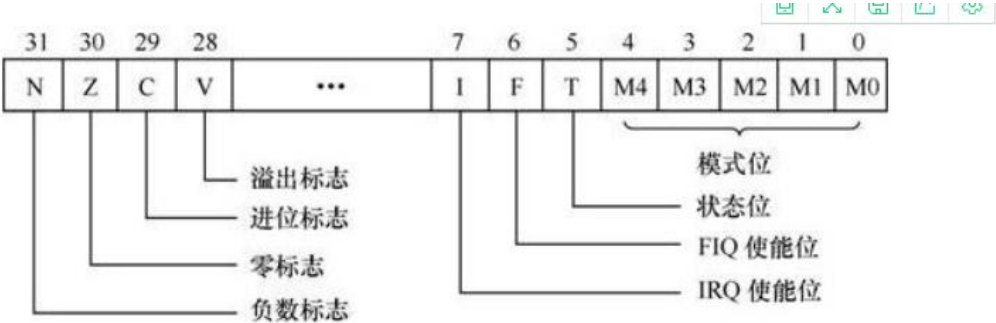 31 30 29 28 7 6 5 4 3 2 1 0
N Z C V ••• I F T M4 M3 M2 M1 M0
溢出标志
进位标志
零标志
负数标志
模式位
状态位
FIQ 使能位
IRQ 使能位